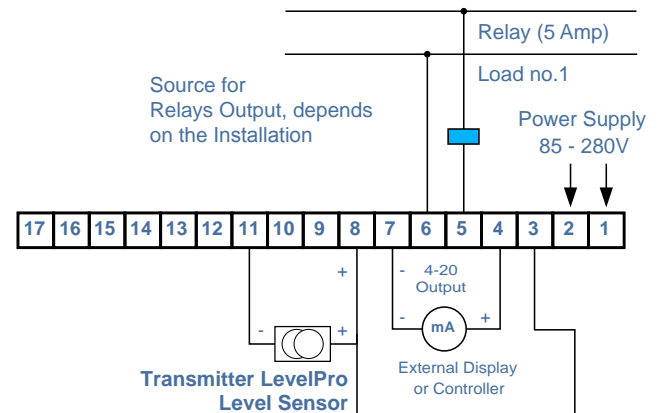 Relay (5 Amp)
Load no.1
Source for
Relays Output, depends
on the Installation
Power Supply
85 - 280V
17 16 15 14 13 12 11 10 9 8 7 6 5 4 3 2 1
+
- 4-20
Output
- +
- mA +
Transmitter LevelPro
Level Sensor
External Display
or Controller